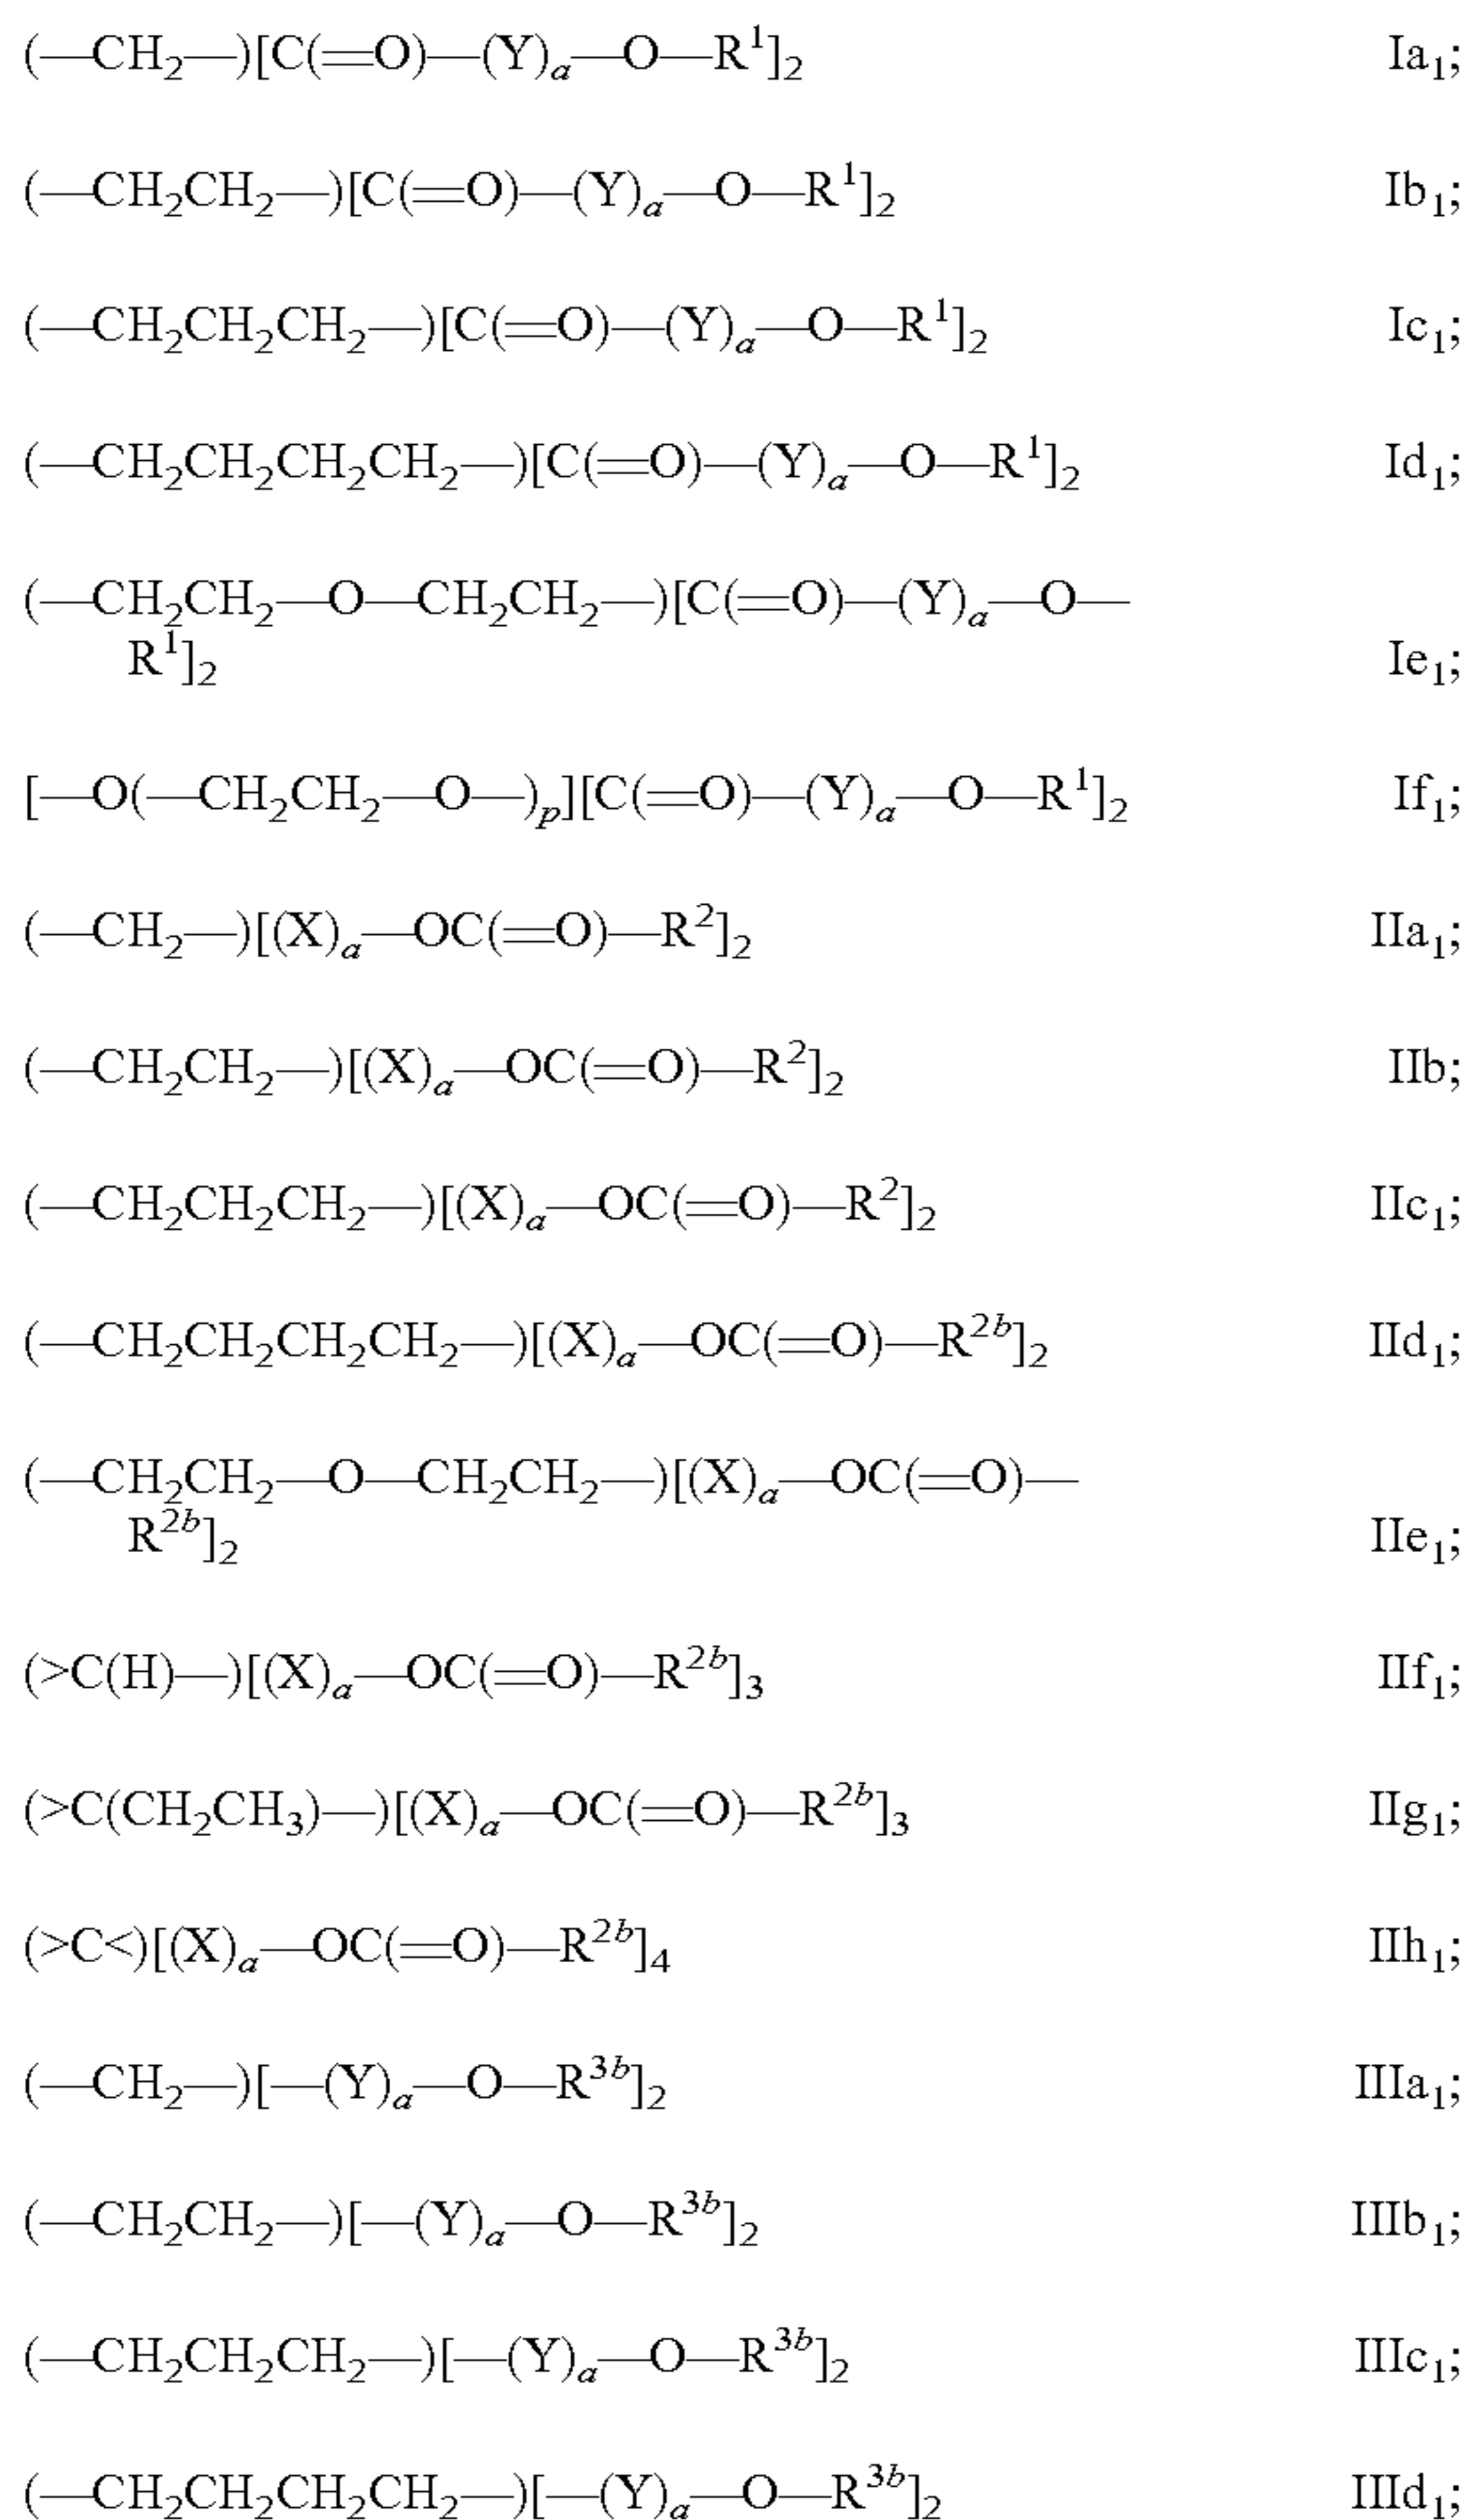 (—CH₂—)[C(═O)—(Y)ₐ—O—R¹]₂ Ia₁;
(—CH₂CH₂—)[C(═O)—(Y)ₐ—O—R¹]₂ Ib₁;
(—CH₂CH₂CH₂—)[C(═O)—(Y)ₐ—O—R¹]₂ Ic₁;
(—CH₂CH₂CH₂CH₂—)[C(═O)—(Y)ₐ—O—R¹]₂ Id₁;
(—CH₂CH₂—O—CH₂CH₂—)[C(═O)—(Y)ₐ—O—
R¹]₂ Ie₁;
[—O(—CH₂CH₂—O—)ₚ][C(═O)—(Y)ₐ—O—R¹]₂ If₁;
(—CH₂—)[(X)ₐ—OC(═O)—R²]₂ IIa₁;
(—CH₂CH₂—)[(X)ₐ—OC(═O)—R²]₂ IIb;
(—CH₂CH₂CH₂—)[(X)ₐ—OC(═O)—R²]₂ IIc₁;
(—CH₂CH₂CH₂CH₂—)[(X)ₐ—OC(═O)—R²ᵇ]₂ IId₁;
(—CH₂CH₂—O—CH₂CH₂—)[(X)ₐ—OC(═O)—
R²ᵇ]₂ IIe₁;
(>C(H)—)[(X)ₐ—OC(═O)—R²ᵇ]₃ IIf₁;
(>C(CH₂CH₃)—)[(X)ₐ—OC(═O)—R²ᵇ]₃ IIg₁;
(>C<)[(X)ₐ—OC(═O)—R²ᵇ]₄ IIh₁;
(—CH₂—)[—(Y)ₐ—O—R³ᵇ]₂ IIIa₁;
(—CH₂CH₂—)[—(Y)ₐ—O—R³ᵇ]₂ IIIb₁;
(—CH₂CH₂CH₂—)[—(Y)ₐ—O—R³ᵇ]₂ IIIc₁;
(—CH₂CH₂CH₂CH₂—)[—(Y)ₐ—O—R³ᵇ]₂ IIId₁;